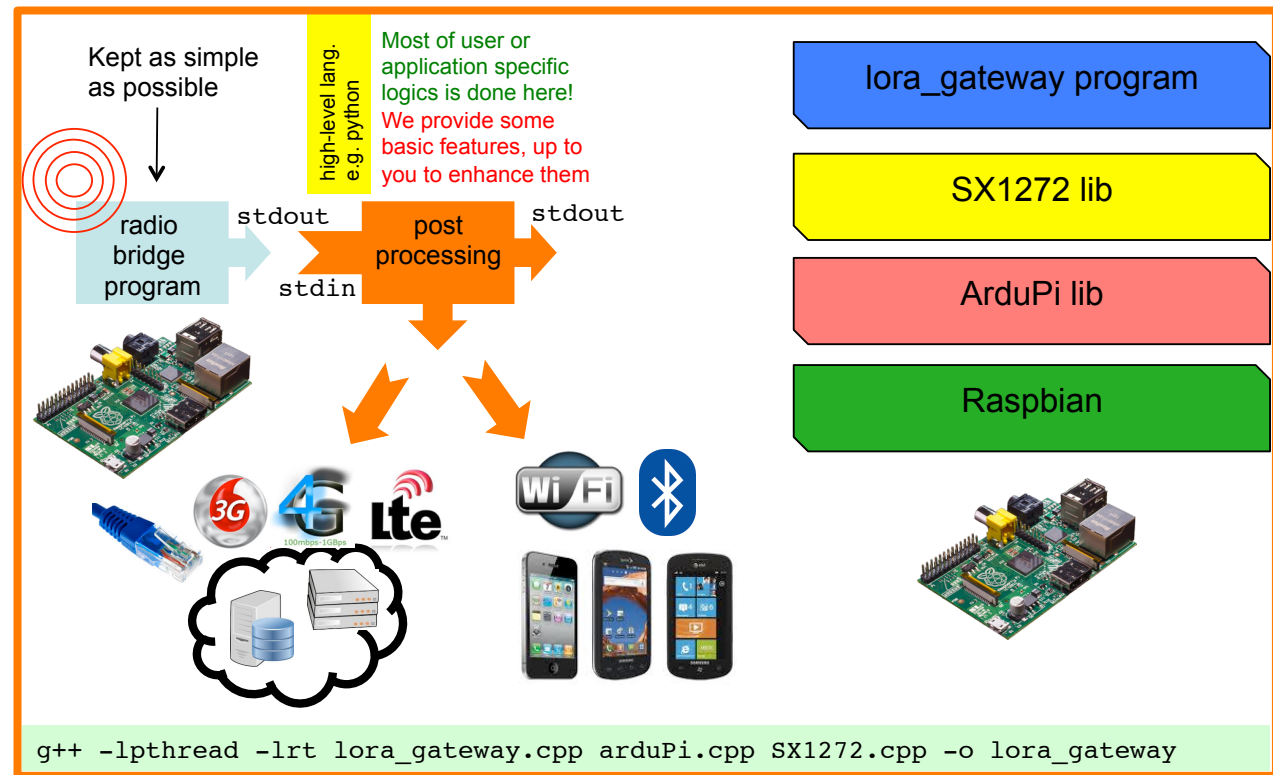 Kept as simple
as possible
high-level lang.
e.g. python
Most of user or
application specific
logics is done here!
We provide some
basic features, up to
you to enhance them
radio
bridge
program
stdout
stdin
post
processing
stdout
3G
4G
100mbps-1GBps
Lte
Wi Fi
lora_gateway program
SX1272 lib
ArduPi lib
Raspbian
g++ -lpthread -lrt lora_gateway.cpp arduPi.cpp SX1272.cpp -o lora_gateway